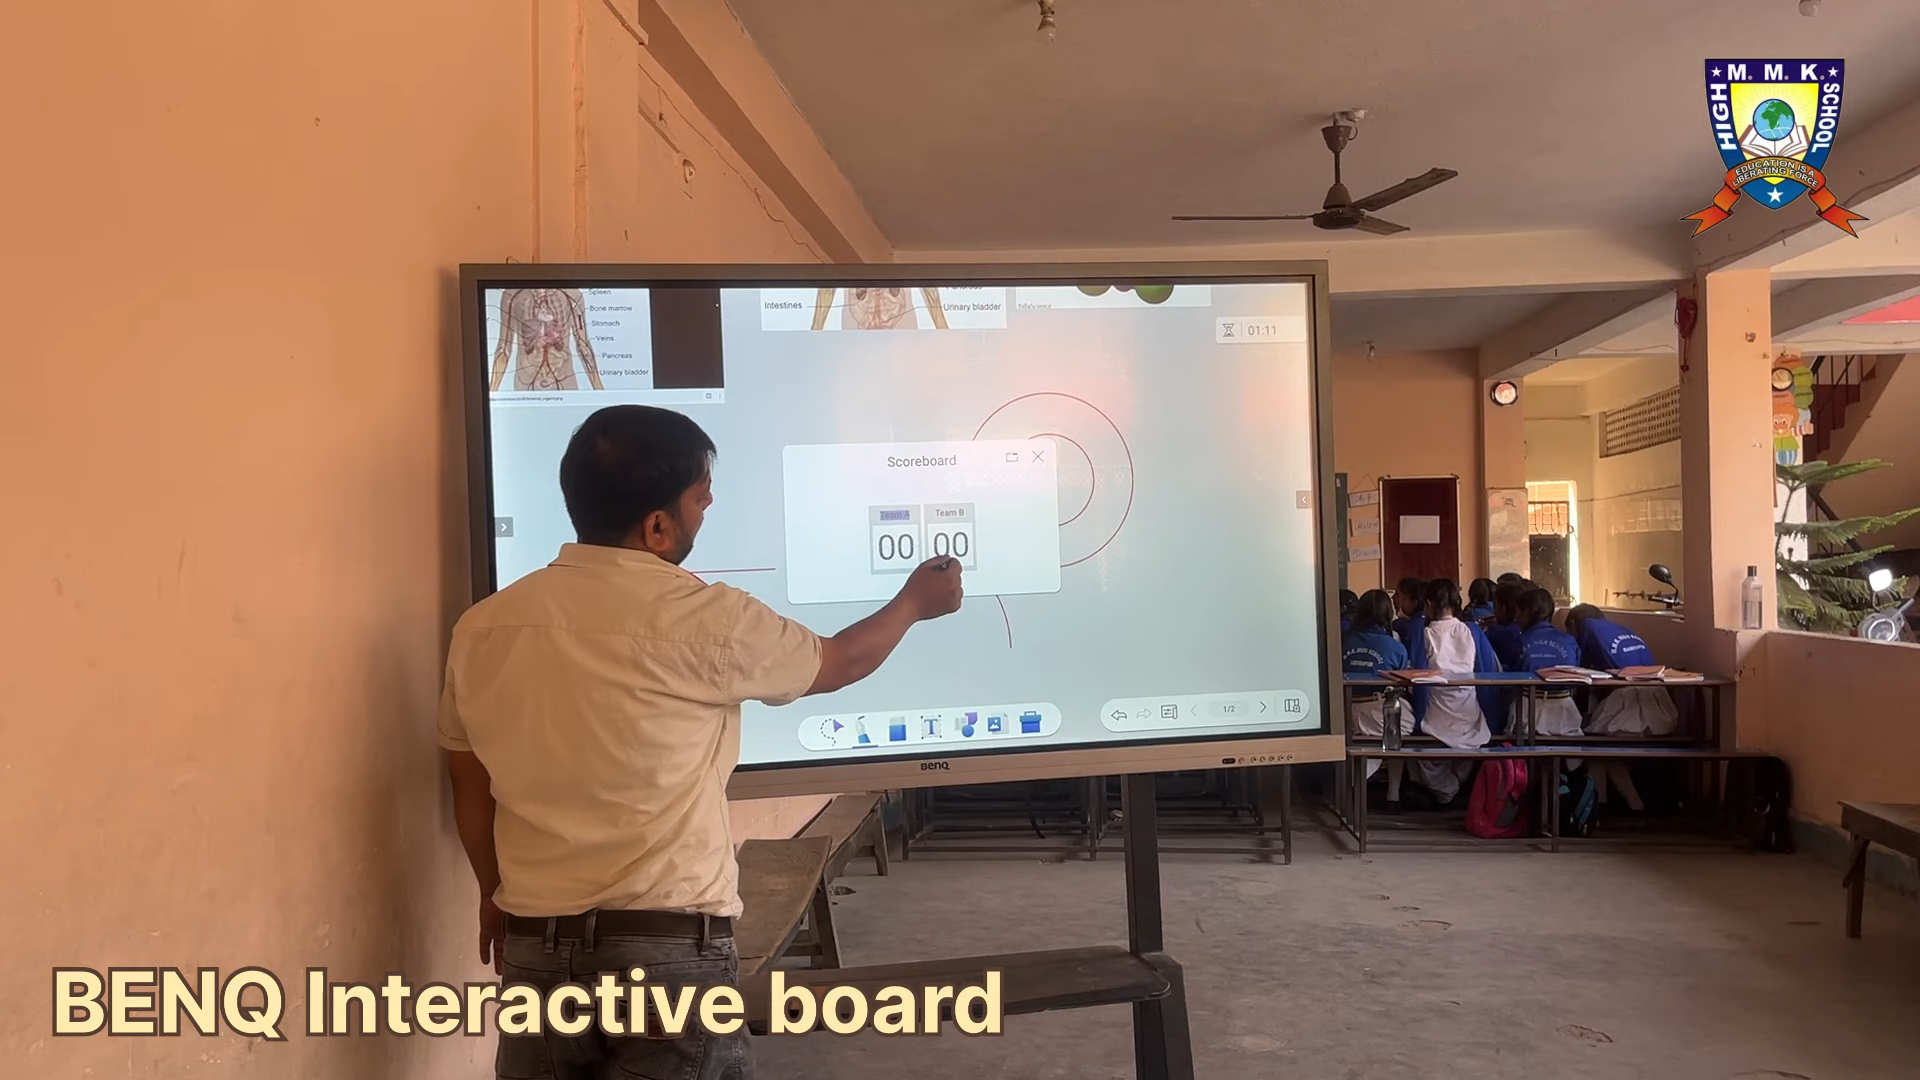 M. M. K.
HIGH
SCHOOL
EDUCATION IS A
LIBERATING FORCE
Spleen
Bone marrow
Stomach
Veins
Pancreas
Urinary bladder
Intestines
Urinary bladder
01:11
Scoreboard
Team A
Team B
00
00
T
1/2
BenQ
BENQ Interactive board